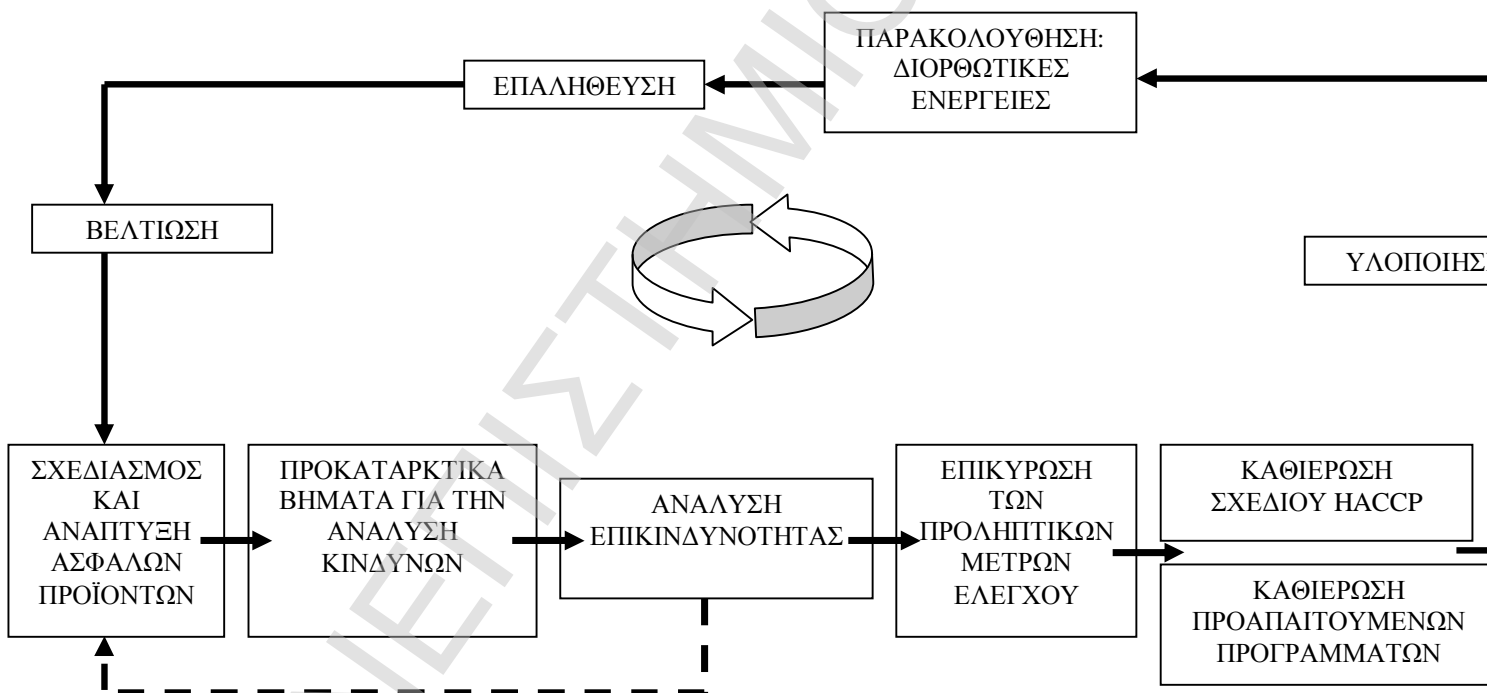 ΠΑΡΑΚΟΛΟΥΘΗΣΗ:
ΔΙΟΡΘΩΤΙΚΕΣ
ΕΝΕΡΓΕΙΕΣ
ΕΠΑΛΗΘΕΥΣΗ
ΒΕΛΤΙΩΣΗ
ΥΛΟΠΟΙΗΣ
ΣΧΕΔΙΑΣΜΟΣ
ΚΑΙ
ΑΝΑΠΤΥΞΗ
ΑΣΦΑΛΩΝ
ΠΡΟΪΟΝΤΩΝ
ΠΡΟΚΑΤΑΡΚΤΙΚΑ
ΒΗΜΑΤΑ ΓΙΑ ΤΗΝ
ΑΝΑΛΥΣΗ
ΚΙΝΔΥΝΩΝ
ΑΝΑΛΥΣΗ
ΕΠΙΚΙΝΔΥΝΟΤΗΤΑΣ
ΕΠΙΚΥΡΩΣΗ
ΤΩΝ
ΠΡΟΛΗΠΤΙΚΩΝ
ΜΕΤΡΩΝ
ΕΛΕΓΧΟΥ
ΚΑΘΙΕΡΩΣΗ
ΣΧΕΔΙΟΥ HACCP
ΚΑΘΙΕΡΩΣΗ
ΠΡΟΑΠΑΙΤΟΥΜΕΝΩΝ
ΠΡΟΓΡΑΜΜΑΤΩΝ